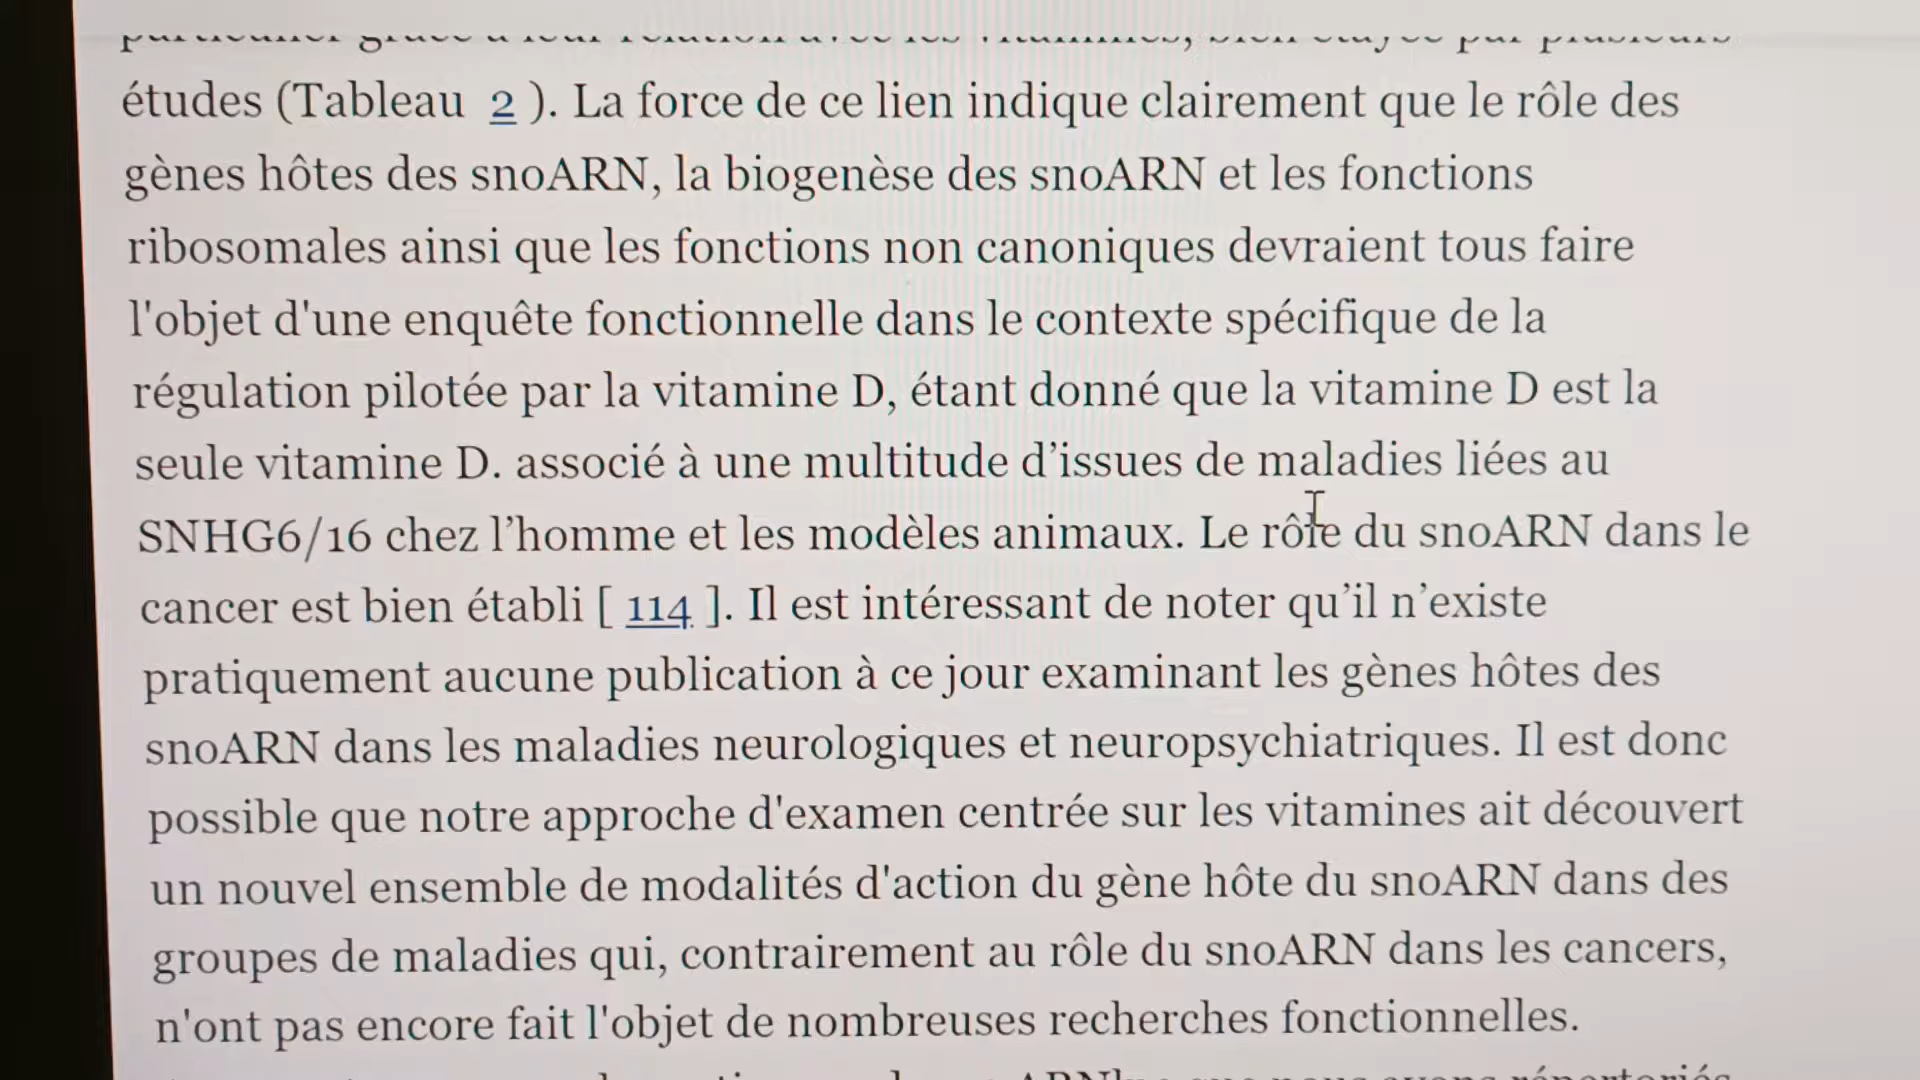 études (Tableau 2 ). La force de ce lien indique clairement que le rôle des
gènes hôtes des snoARN, la biogenèse des snoARN et les fonctions
ribosomales ainsi que les fonctions non canoniques devraient tous faire
l'objet d'une enquête fonctionnelle dans le contexte spécifique de la
régulation pilotée par la vitamine D, étant donné que la vitamine D est la
seule vitamine D. associé à une multitude d’issues de maladies liées au
SNHG6/16 chez l’homme et les modèles animaux. Le rôle du snoARN dans le
cancer est bien établi [ 114 ]. Il est intéressant de noter qu’il n’existe
pratiquement aucune publication à ce jour examinant les gènes hôtes des
snoARN dans les maladies neurologiques et neuropsychiatriques. Il est donc
possible que notre approche d'examen centrée sur les vitamines ait découvert
un nouvel ensemble de modalités d'action du gène hôte du snoARN dans des
groupes de maladies qui, contrairement au rôle du snoARN dans les cancers,
n'ont pas encore fait l'objet de nombreuses recherches fonctionnelles.